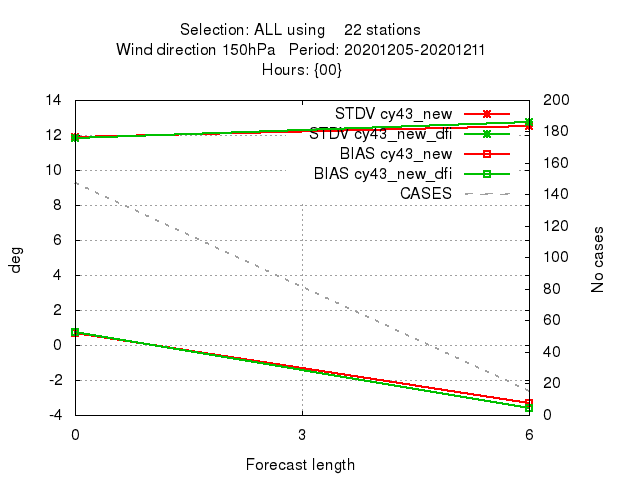 Selection: ALL using 22 stations
Wind direction 150hPa Period: 20201205-20201211
Hours: {00}
14
12
10
8
6
4
2
0
-2
-4
deg
STDV cy43_new
STDV cy43_new_dfi
BIAS cy43_new
BIAS cy43_new_dfi
CASES
200
180
160
140
120
100
80
60
40
20
0
No cases
0 3 6
Forecast length